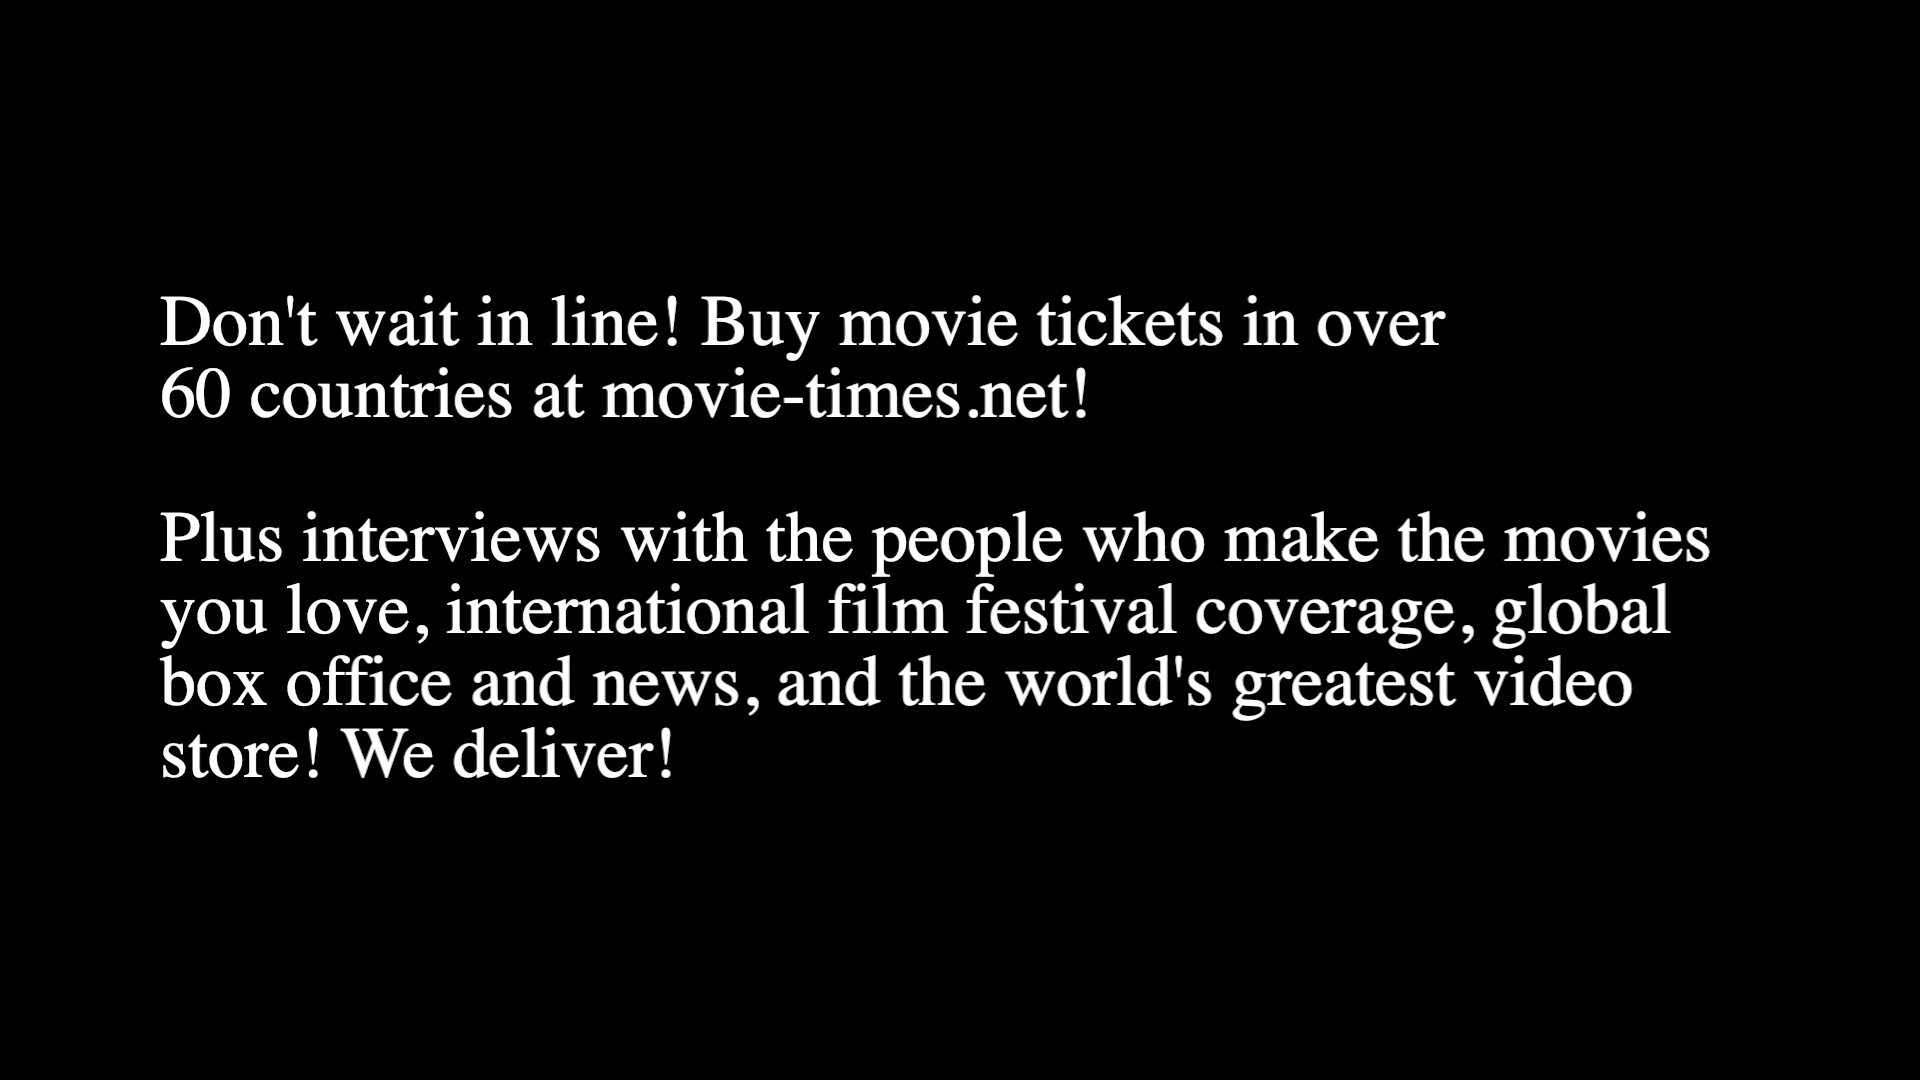 Don't wait in line! Buy movie tickets in over
60 countries at movie-times.net!
Plus interviews with the people who make the movies
you love, international film festival coverage, global
box office and news, and the world's greatest video
store! We deliver!